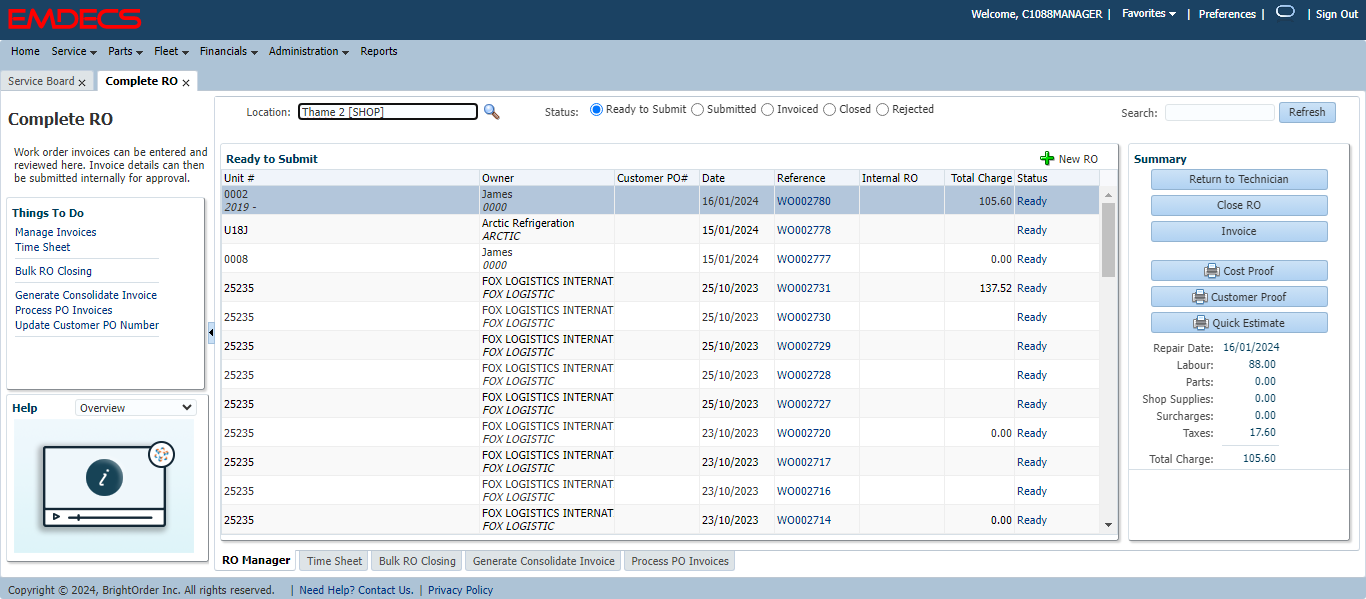 EMDECS
Welcome, C1088MANAGER | Favorites | Preferences | | Sign Out
Home Service Parts Fleet Financials Administration Reports
Service Board x Complete RO x
Complete RO
Work order invoices can be entered and
reviewed here. Invoice details can then
be submitted internally for approval.
Things To Do
Manage Invoices
Time Sheet
Bulk RO Closing
Generate Consolidate Invoice
Process PO Invoices
Update Customer PO Number
Help Overview
i
Location: Thame 2 [SHOP] Status: Ready to Submit Submitted Invoiced Closed Rejected Search: Refresh
Ready to Submit New RO
Unit # Owner Customer PO# Date Reference Internal RO Total Charge Status
0002 James 16/01/2024 WO002780 105.60 Ready
2019 - 0000
U18J Arctic Refrigeration 15/01/2024 WO002778 Ready
ARCTIC
0008 James 15/01/2024 WO002777 0.00 Ready
0000
25235 FOX LOGISTICS INTERNAT 25/10/2023 WO002731 137.52 Ready
FOX LOGISTIC
25235 FOX LOGISTICS INTERNAT 25/10/2023 WO002730 Ready
FOX LOGISTIC
25235 FOX LOGISTICS INTERNAT 25/10/2023 WO002729 Ready
FOX LOGISTIC
25235 FOX LOGISTICS INTERNAT 25/10/2023 WO002728 Ready
FOX LOGISTIC
25235 FOX LOGISTICS INTERNAT 25/10/2023 WO002727 Ready
FOX LOGISTIC
25235 FOX LOGISTICS INTERNAT 23/10/2023 WO002720 0.00 Ready
FOX LOGISTIC
25235 FOX LOGISTICS INTERNAT 23/10/2023 WO002717 Ready
FOX LOGISTIC
25235 FOX LOGISTICS INTERNAT 23/10/2023 WO002716 Ready
FOX LOGISTIC
25235 FOX LOGISTICS INTERNAT 23/10/2023 WO002714 0.00 Ready
FOX LOGISTIC
Summary
Return to Technician
Close RO
Invoice
Cost Proof
Customer Proof
Quick Estimate
Repair Date: 16/01/2024
Labour: 88.00
Parts: 0.00
Shop Supplies: 0.00
Surcharges: 0.00
Taxes: 17.60
Total Charge: 105.60
RO Manager Time Sheet Bulk RO Closing Generate Consolidate Invoice Process PO Invoices
Copyright © 2024, BrightOrder Inc. All rights reserved. | Need Help? Contact Us. | Privacy Policy